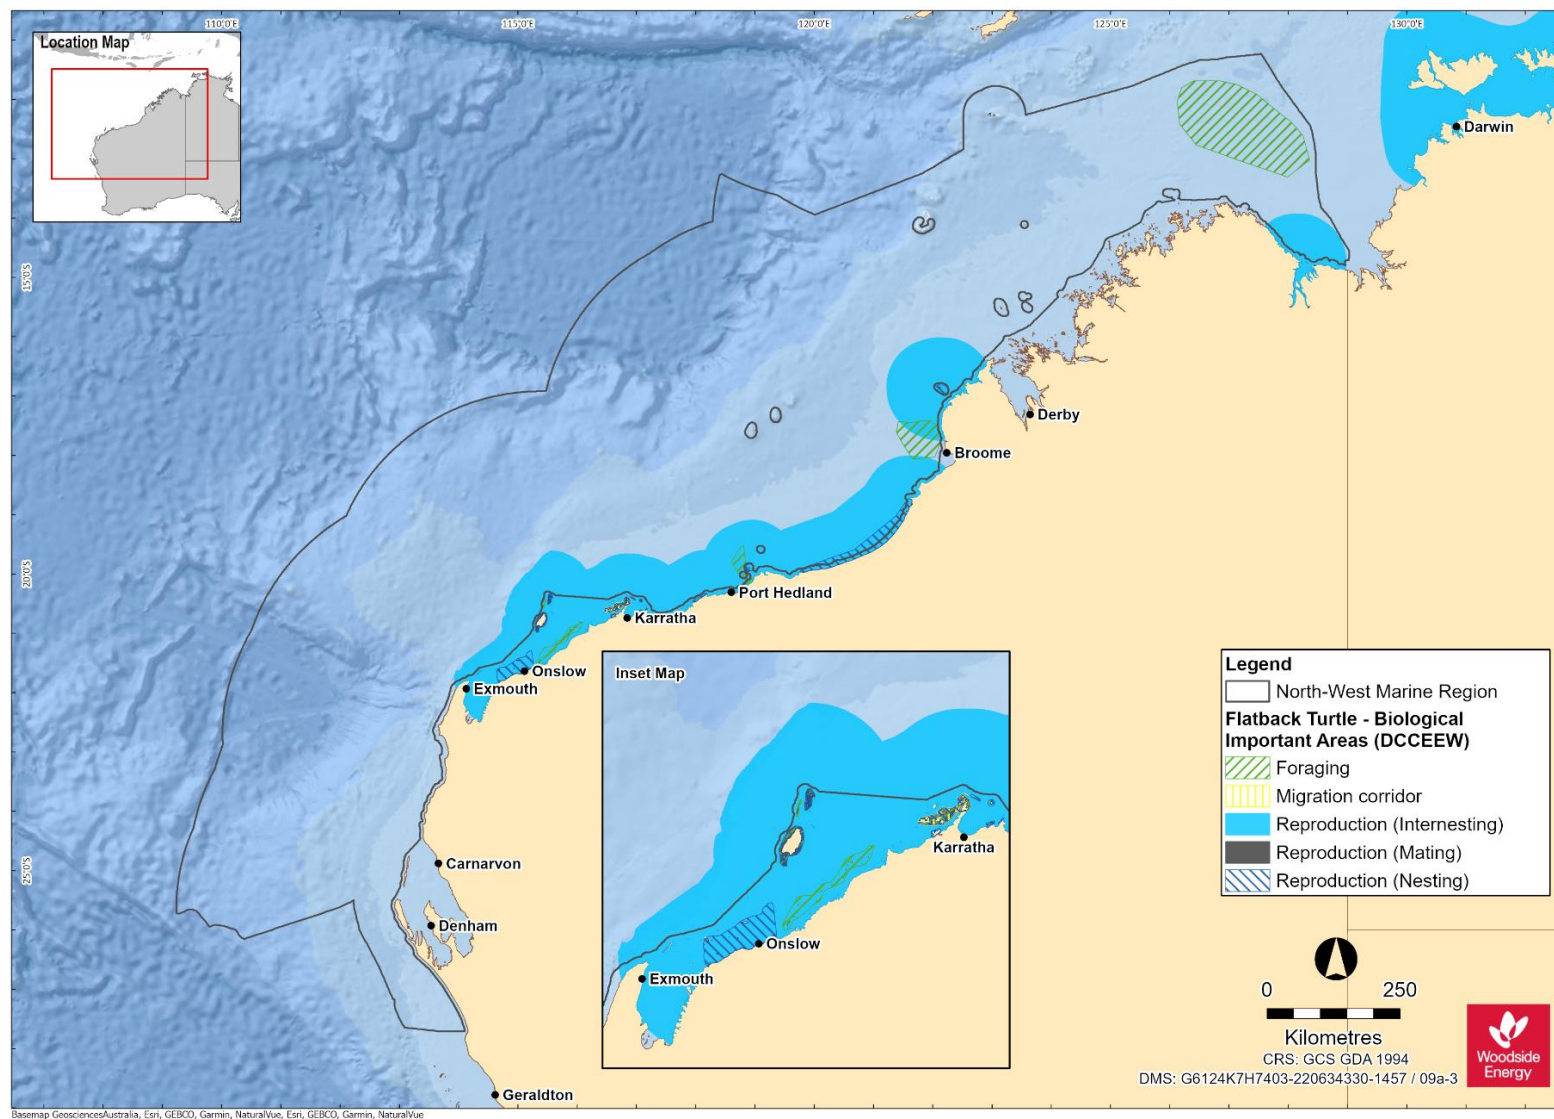 110°0'E
115°0'E
120°0'E
125°0'E
130°0'E
Location Map
Darwin
15°0'S
Derby
Broome
20°0'S
Port Hedland
Karratha
Onslow
Exmouth
Inset Map
Karratha
Onslow
Exmouth
25°0'S
Carnarvon
Denham
Geraldton
Legend
North-West Marine Region
Flatback Turtle - Biological
Important Areas (DCCEEW)
Foraging
Migration corridor
Reproduction (Internesting)
Reproduction (Mating)
Reproduction (Nesting)
0 250
Kilometres
CRS: GCS GDA 1994
DMS: G6124K7H7403-220634330-1457 / 09a-3
Woodside
Energy
Basemap GeosciencesAustralia, Esri, GEBCO, Garmin, NaturalVue, Esri, GEBCO, Garmin, NaturalVue